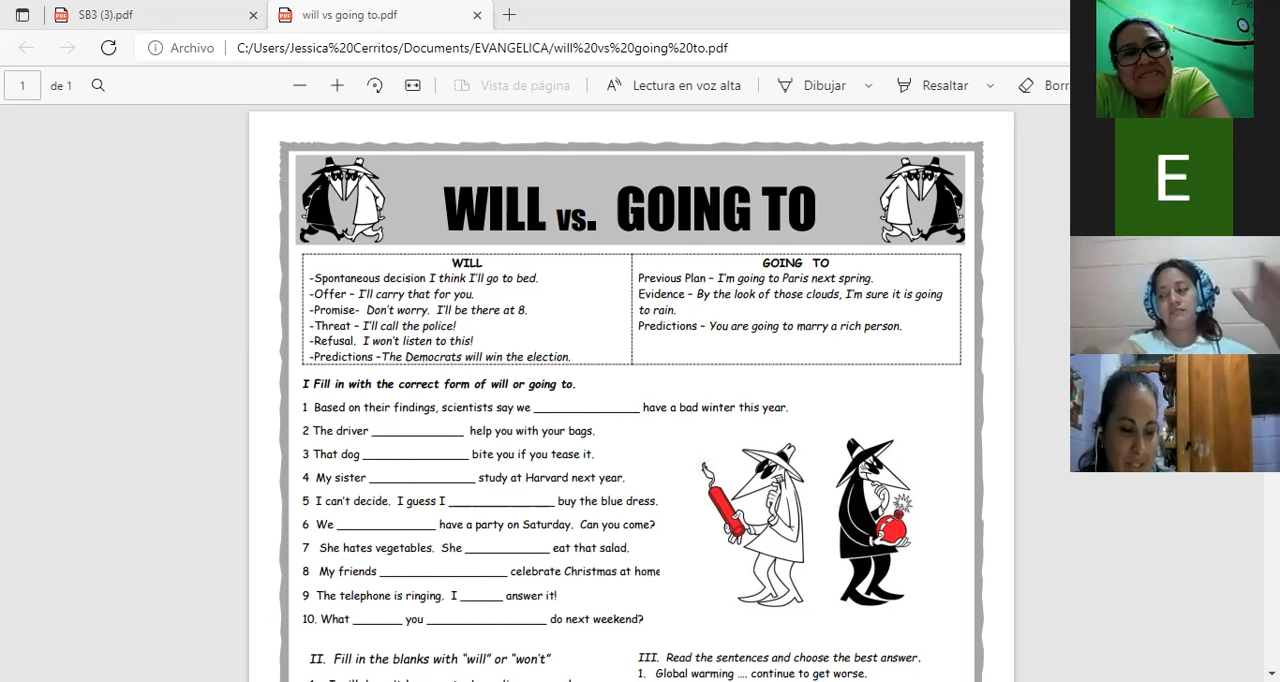 SB3 (3).pdf
will vs going to.pdf
Archivo
C:/Users/Jessica%20Cerritos/Documents/EVANGELICA/will%20vs%20going%20to.pdf
1 de 1
Vista de página
Lectura en voz alta
Dibujar
Resaltar
Borr
E
WILL vs. GOING TO
WILL
-Spontaneous decision I think I'll go to bed.
-Offer – I'll carry that for you.
-Promise- Don't worry. I'll be there at 8.
-Threat – I'll call the police!
-Refusal. I won't listen to this!
-Predictions –The Democrats will win the election.
GOING TO
Previous Plan – I'm going to Paris next spring.
Evidence – By the look of those clouds, I'm sure it is going
to rain.
Predictions – You are going to marry a rich person.
I Fill in with the correct form of will or going to.
1 Based on their findings, scientists say we ________________ have a bad winter this year.
2 The driver ______________ help you with your bags.
3 That dog ________________ bite you if you tease it.
4 My sister ________________ study at Harvard next year.
5 I can't decide. I guess I ________________ buy the blue dress.
6 We _______________ have a party on Saturday. Can you come?
7 She hates vegetables. She _____________ eat that salad.
8 My friends ___________________ celebrate Christmas at home
9 The telephone is ringing. I ______ answer it!
10. What _______ you __________________ do next weekend?
II. Fill in the blanks with "will" or "won't"
III. Read the sentences and choose the best answer.
1. Global warming .... continue to get worse.